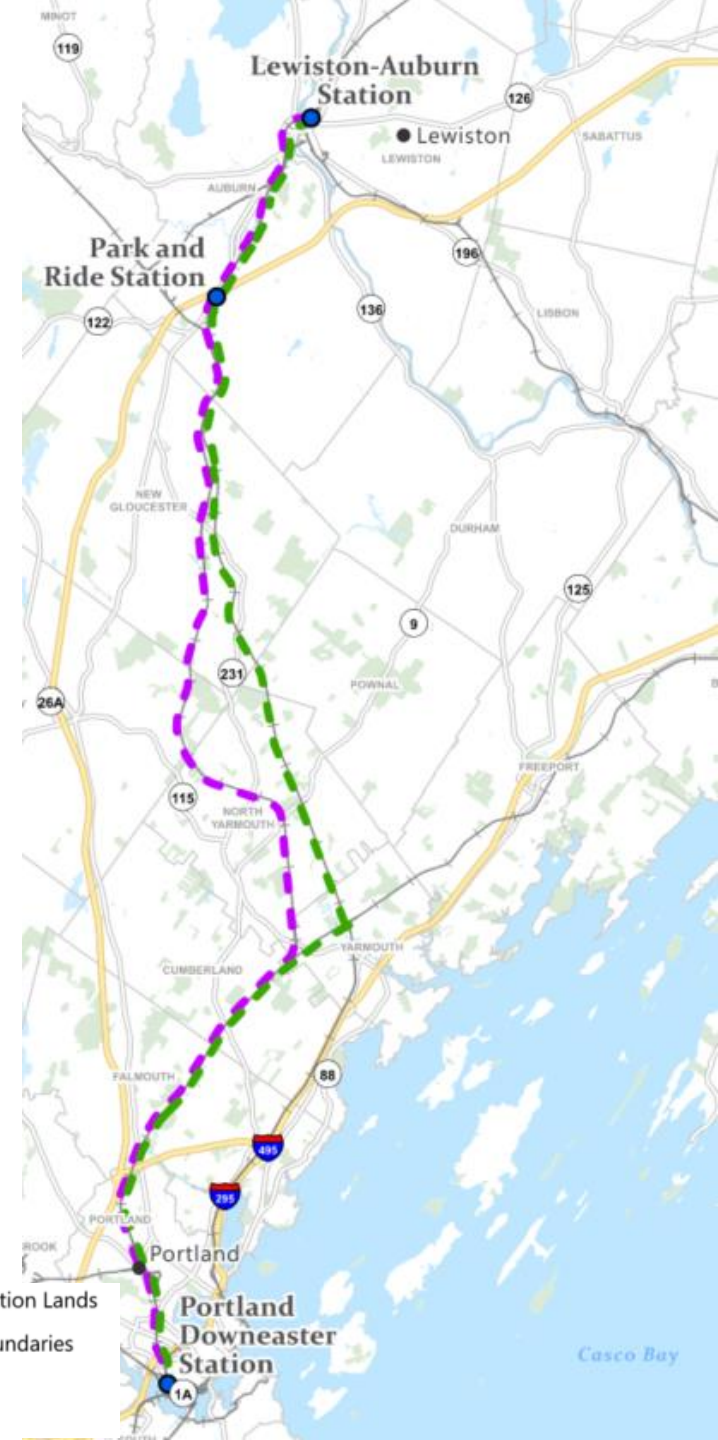 MINOT
119
Lewiston-Auburn
Station
126
Lewiston
SABATTUS
LEWISTON
AUBURN
Park and
Ride Station
196
136
LISBON
122
NEW
GLOUCESTER
DURHAM
125
9
231
POWNAL
26A
FREEPORT
115
NORTH
YARMOUTH
YARMOUTH
CUMBERLAND
88
FALMOUTH
495
295
PORTLAND
ROOK
Portland
tion Lands
Portland
Downeaster
Station
undaries
Casco Bay
1A